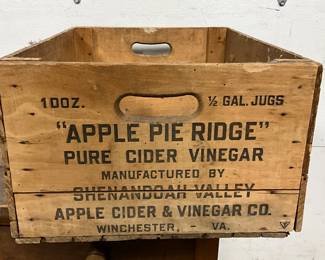 1 DOZ. ½ GAL. JUGS
"APPLE PIE RIDGE"
PURE CIDER VINEGAR
MANUFACTURED BY
SHENANDOAH VALLEY
APPLE CIDER & VINEGAR CO.
WINCHESTER, - VA.